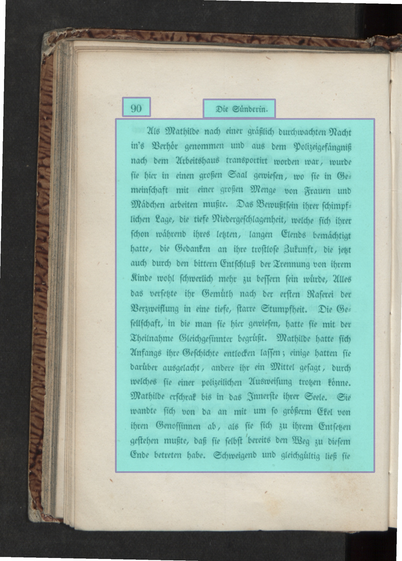 90
Die Sünderin.
Als Mathilde nach einer gräßlich durchwachten Nacht
in's Verhör genommen und aus dem Polizeigefängniß
nach dem Arbeitshaus transportirt worden war, wurde
sie hier in einen großen Saal gewiesen, wo sie in Ge-
meinschaft mit einer großen Menge von Frauen und
Mädchen arbeiten mußte. Das Bewußtsein ihrer schimpf-
lichen Lage, die tiefe Niedergeschlagenheit, welche sich ihrer
schon während ihres letzten, langen Elends bemächtigt
hatte, die Gedanken an ihre trostlose Zukunft, die jetzt
auch durch den bittern Entschluß der Trennung von ihrem
Kinde wohl schwerlich mehr zu bessern sein würde, Alles
das versetzte ihr Gemüth nach der ersten Raserei der
Verzweiflung in eine tiefe, starre Stumpfheit. Die Ge-
sellschaft, in die man sie hier gewiesen, hatte sie mit der
Theilnahme Gleichgesinnter begrüßt. Mathilde hatte sich
Anfangs ihre Geschichte entlocken lassen; einige hatten sie
darüber ausgelacht, andere ihr ein Mittel gesagt, durch
welches sie einer polizeilichen Ausweisung trotzen könne.
Mathilde erschrak bis in das Innerste ihrer Seele. Sie
wandte sich von da an mit um so größerm Ekel von
ihren Genossinnen ab, als sie sich zu ihrem Entsetzen
gestehen mußte, daß sie selbst bereits den Weg zu diesem
Ende betreten habe. Schweigend und gleichgültig ließ sie